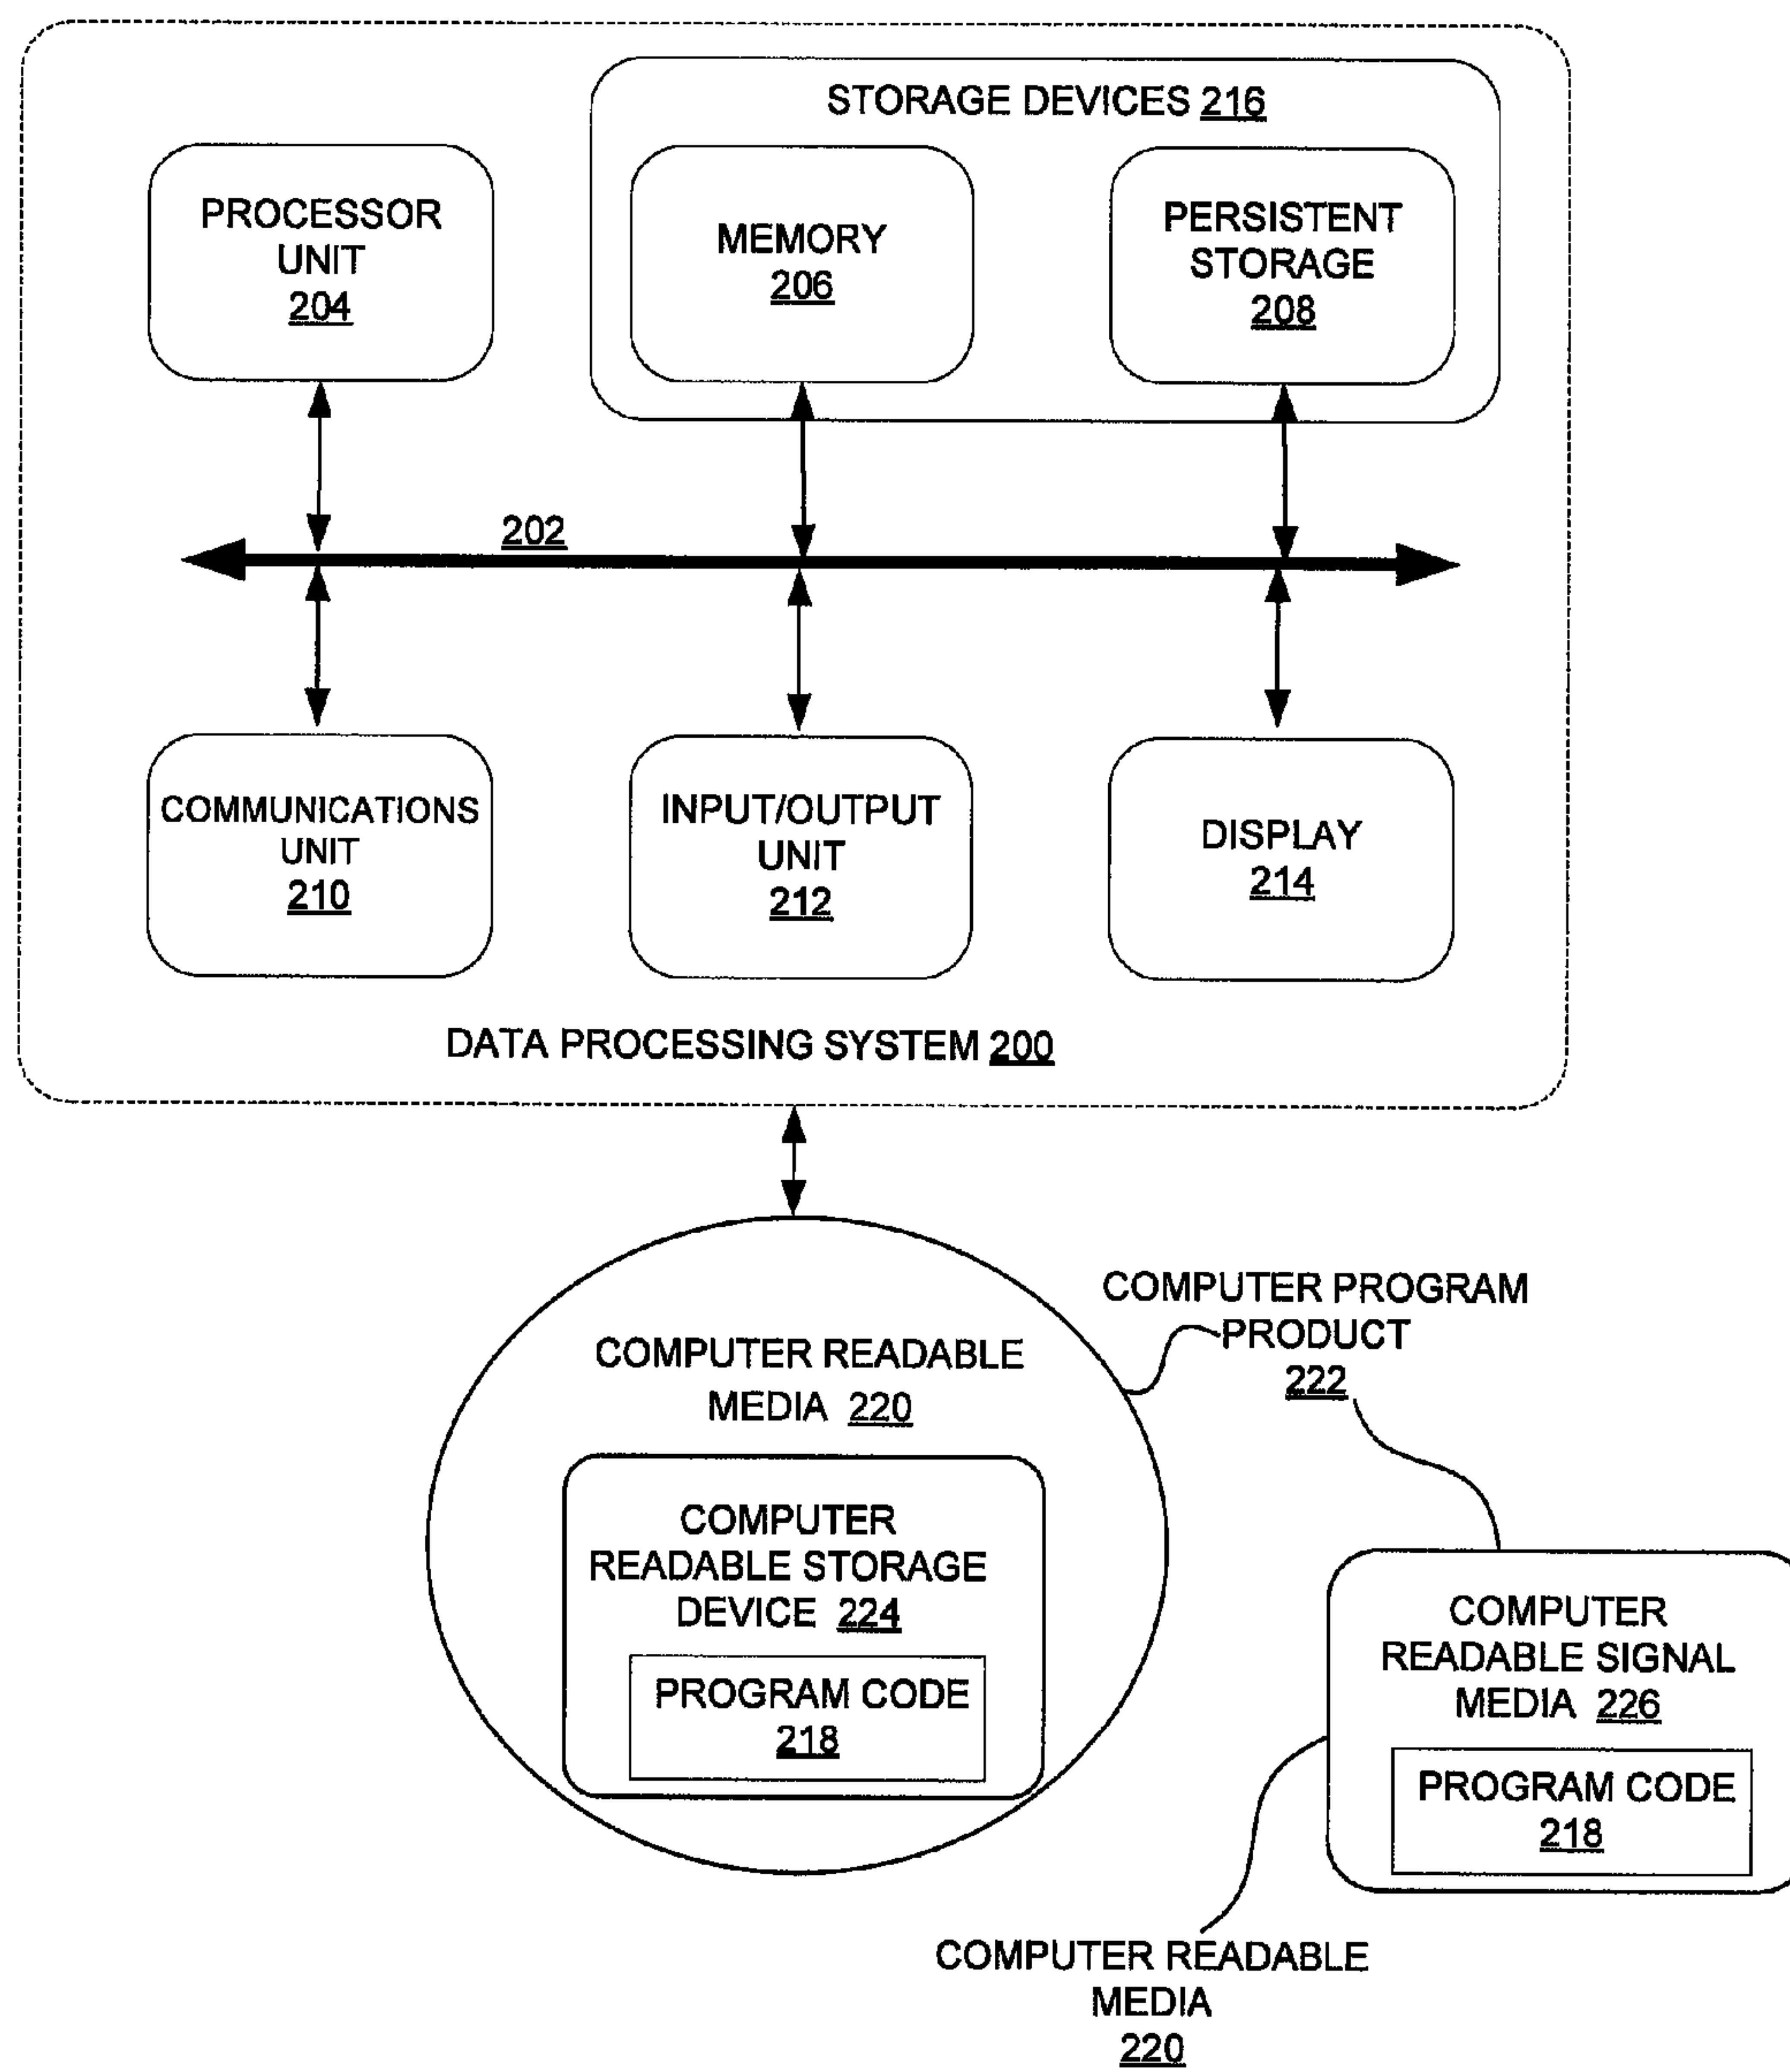 STORAGE DEVICES 216
PROCESSOR
UNIT
204
MEMORY
206
PERSISTENT
STORAGE
208
202
COMMUNICATIONS
UNIT
210
INPUT/OUTPUT
UNIT
212
DISPLAY
214
DATA PROCESSING SYSTEM 200
COMPUTER PROGRAM
PRODUCT
222
COMPUTER READABLE
MEDIA 220
COMPUTER
READABLE STORAGE
DEVICE 224
PROGRAM CODE
218
COMPUTER
READABLE SIGNAL
MEDIA 226
PROGRAM CODE
218
COMPUTER READABLE
MEDIA
220